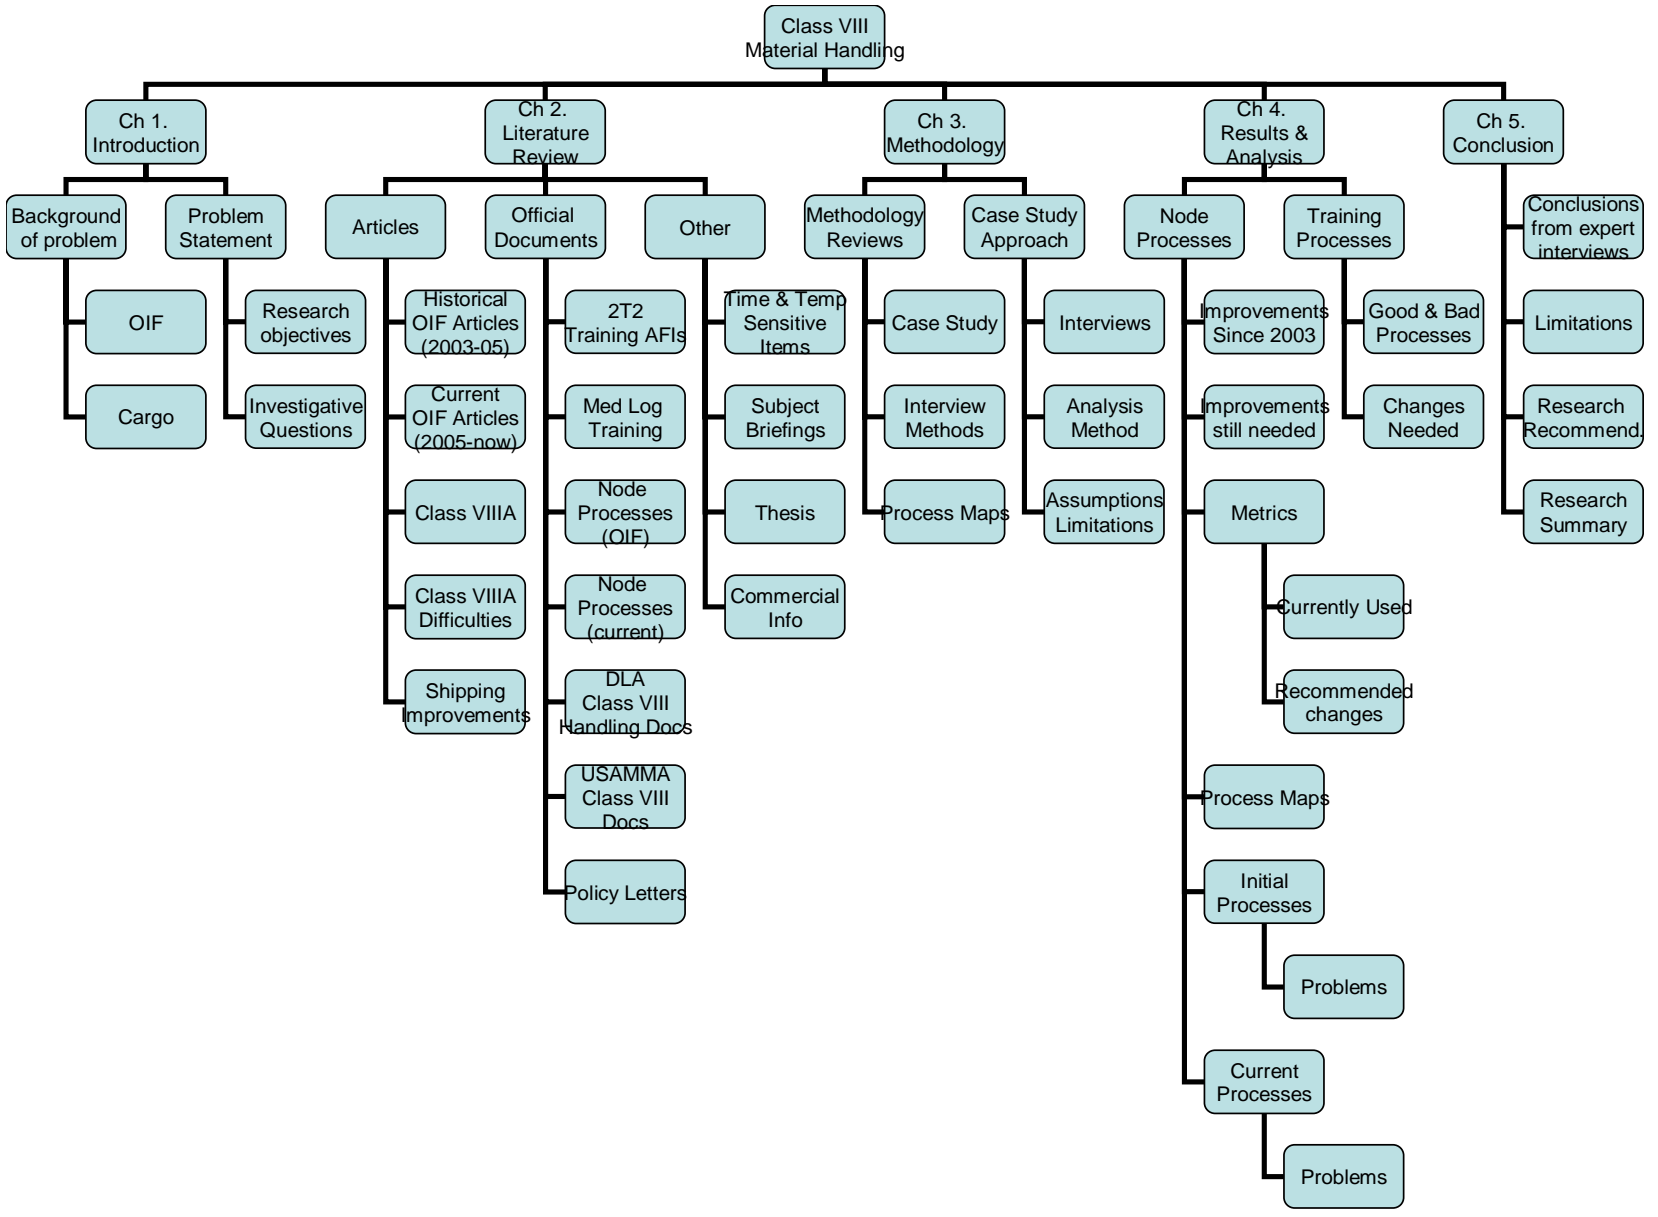 Class VIII
Material Handling
Ch 1.
Introduction
Ch 2.
Literature
Review
Ch 3.
Methodology
Ch 4.
Results &
Analysis
Ch 5.
Conclusion
Background
of problem
Problem
Statement
Articles
Official
Documents
Other
Methodology
Reviews
Case Study
Approach
Node
Processes
Training
Processes
Conclusions
from expert
interviews
OIF
Research
objectives
Historical
OIF Articles
(2003-05)
2T2
Training AFIs
Time & Temp
Sensitive
Items
Case Study
Interviews
Improvements
Since 2003
Good & Bad
Processes
Limitations
Cargo
Investigative
Questions
Current
OIF Articles
(2005-now)
Med Log
Training
Subject
Briefings
Interview
Methods
Analysis
Method
Improvements
still needed
Changes
Needed
Research
Recommend.
Class VIIIA
Node
Processes
(OIF)
Thesis
Process Maps
Assumptions
Limitations
Metrics
Research
Summary
Class VIIIA
Difficulties
Node
Processes
(current)
Commercial
Info
Currently Used
Shipping
Improvements
DLA
Class VIII
Handling Docs
Recommended
changes
USAMMA
Class VIII
Docs
Process Maps
Policy Letters
Initial
Processes
Problems
Current
Processes
Problems